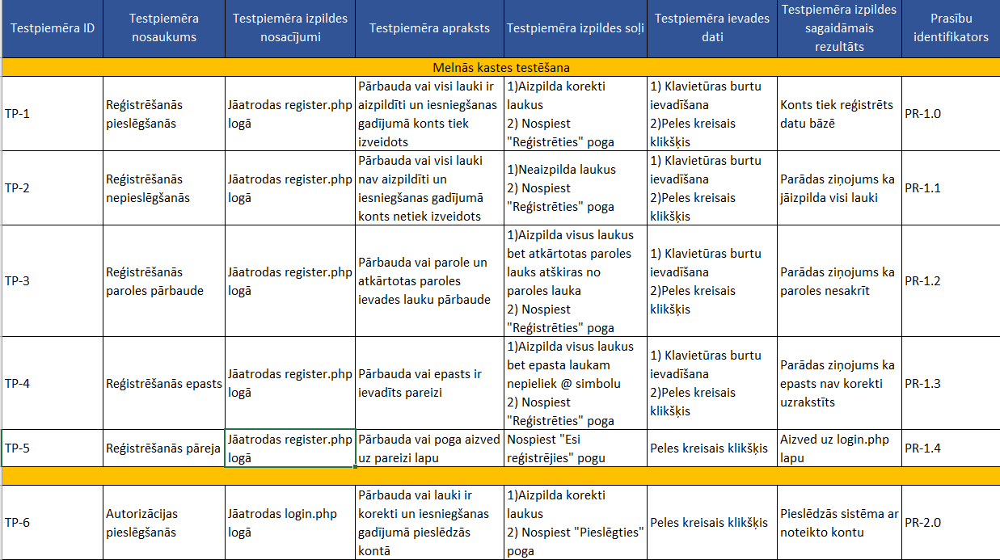 Testpiemēra ID
Testpiemēra
nosaukums
Testpiemēra izpildes
nosacījumi
Testpiemēra apraksts
Testpiemēra izpildes soļi
Testpiemēra ievades
dati
Testpiemēra izpildes
sagaidāmais
rezultāts
Prasību
identifikators
Melnās kastes testēšana
TP-1
Reģistrēšanās
pieslēgšanās
Jāatrodas register.php
logā
Pārbauda vai visi lauki ir
aizpildīti un iesniegšanas
gadījumā konts tiek
izveidots
1)Aizpilda korekti
laukus
2) Nospiest
"Reģistrēties" poga
1) Klavietūras burtu
ievadīšana
2)Peles kreisais
klikšķis
Konts tiek reģistrēts
datu bāzē
PR-1.0
TP-2
Reģistrēšanās
nepieslēgšanās
Jāatrodas register.php
logā
Pārbauda vai visi lauki
nav aizpildīti un
iesniegšanas gadījumā
konts netiek izveidots
1)Neaizpilda laukus
2) Nospiest
"Reģistrēties" poga
1) Klavietūras burtu
ievadīšana
2)Peles kreisais
klikšķis
Parādas ziņojums ka
jāizpilda visi lauki
PR-1.1
TP-3
Reģistrēšanās
paroles pārbaude
Jāatrodas register.php
logā
Pārbauda vai parole un
atkārtotas paroles
ievades lauku pārbaude
1)Aizpilda visus laukus
bet atkārtotas paroles
lauks atšķiras no
paroles lauka
2) Nospiest
"Reģistrēties" poga
1) Klavietūras burtu
ievadīšana
2)Peles kreisais
klikšķis
Parādas ziņojums ka
paroles nesakrīt
PR-1.2
TP-4
Reģistrēšanās epasts
Jāatrodas register.php
logā
Pārbauda vai epasts ir
ievadīts pareizi
1)Aizpilda visus laukus
bet epasta laukam
nepieliek @ simbolu
2) Nospiest
"Reģistrēties" poga
1) Klavietūras burtu
ievadīšana
2)Peles kreisais
klikšķis
Parādas ziņojums ka
epasts nav korekti
uzrakstīts
PR-1.3
TP-5
Reģistrēšanās pāreja
Jāatrodas register.php
logā
Pārbauda vai poga aizved
uz pareizi lapu
Nospiest "Esi
reģistrējies" pogu
Peles kreisais klikšķis
Aizved uz login.php
lapu
PR-1.4
TP-6
Autorizācijas
pieslēgšanās
Jāatrodas login.php
logā
Pārbauda vai lauki ir
korekti un iesniegšanas
gadījumā pieslēdzās
kontā
1)Aizpilda korekti
laukus
2) Nospiest "Pieslēgties"
poga
Peles kreisais klikšķis
Pieslēdzās sistēma ar
noteikto kontu
PR-2.0